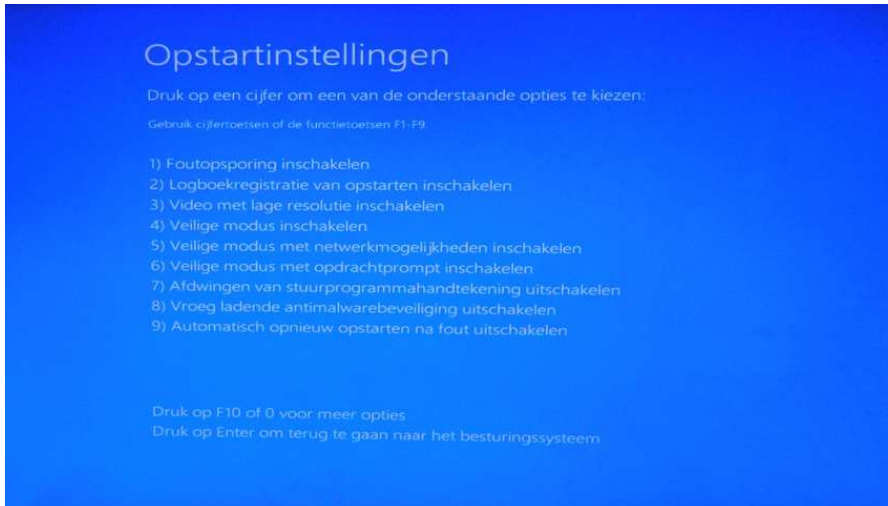 Opstartinstellingen
Druk op een cijfer om een van de onderstaande opties te kiezen:
Gebruik cijfertoetsen of de functietoetsen F1-F9.
1) Foutopsporing inschakelen
2) Logboekregistratie van opstarten inschakelen
3) Video met lage resolutie inschakelen
4) Veilige modus inschakelen
5) Veilige modus met netwerkmogelijkheden inschakelen
6) Veilige modus met opdrachtprompt inschakelen
7) Afdwingen van stuurprogrammahandtekening uitschakelen
8) Vroeg ladende antimalwarebeveiliging uitschakelen
9) Automatisch opnieuw opstarten na fout uitschakelen
Druk op F10 of 0 voor meer opties
Druk op Enter om terug te gaan naar het besturingssysteem